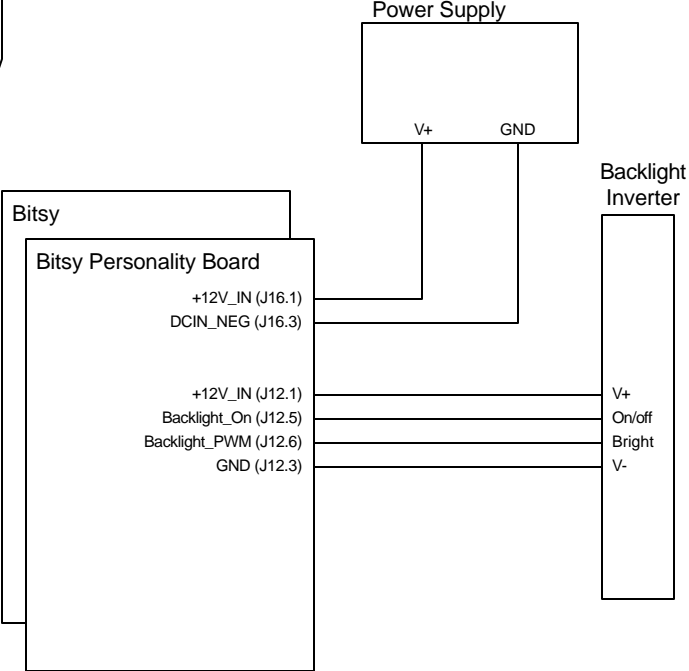 Power Supply
V+ GND
Backlight
Inverter
Bitsy
Bitsy Personality Board
+12V_IN (J16.1)
DCIN_NEG (J16.3)
+12V_IN (J12.1) V+
Backlight_On (J12.5) On/off
Backlight_PWM (J12.6) Bright
GND (J12.3) V-